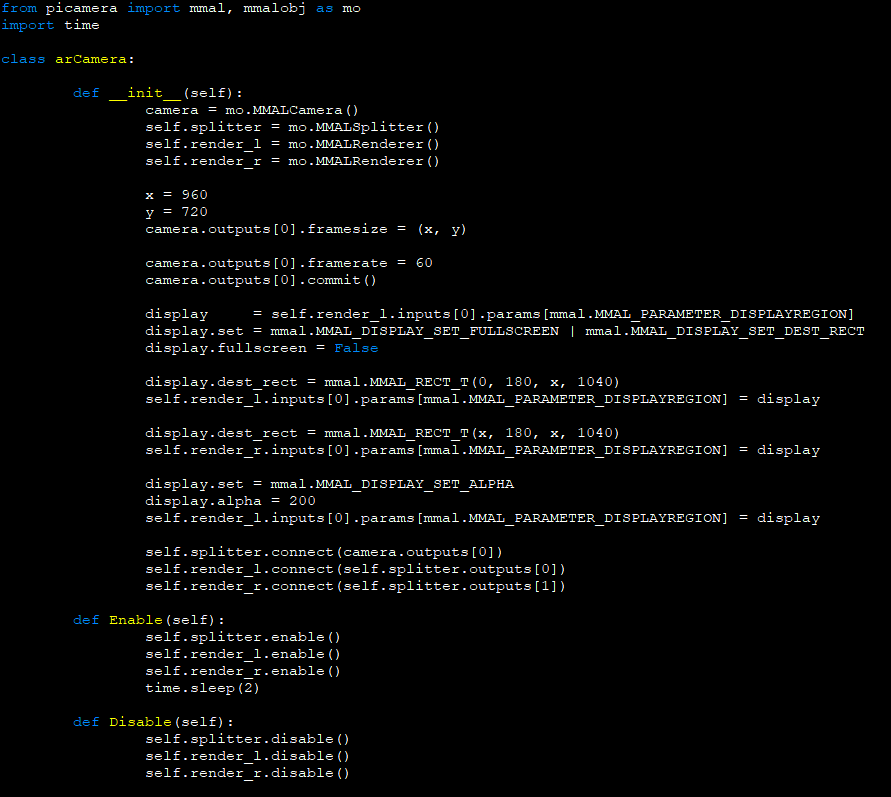 from picamera import mmal, mmalobj as mo
import time

class arCamera:

        def __init__(self):
                camera = mo.MMALCamera()
                self.splitter = mo.MMALSplitter()
                self.render_l = mo.MMALRenderer()
                self.render_r = mo.MMALRenderer()

                x = 960
                y = 720
                camera.outputs[0].framesize = (x, y)

                camera.outputs[0].framerate = 60
                camera.outputs[0].commit()

                display     = self.render_l.inputs[0].params[mmal.MMAL_PARAMETER_DISPLAYREGION]
                display.set = mmal.MMAL_DISPLAY_SET_FULLSCREEN | mmal.MMAL_DISPLAY_SET_DEST_RECT
                display.fullscreen = False

                display.dest_rect = mmal.MMAL_RECT_T(0, 180, x, 1040)
                self.render_l.inputs[0].params[mmal.MMAL_PARAMETER_DISPLAYREGION] = display

                display.dest_rect = mmal.MMAL_RECT_T(x, 180, x, 1040)
                self.render_r.inputs[0].params[mmal.MMAL_PARAMETER_DISPLAYREGION] = display

                display.set = mmal.MMAL_DISPLAY_SET_ALPHA
                display.alpha = 200
                self.render_l.inputs[0].params[mmal.MMAL_PARAMETER_DISPLAYREGION] = display

                self.splitter.connect(camera.outputs[0])
                self.render_l.connect(self.splitter.outputs[0])
                self.render_r.connect(self.splitter.outputs[1])

        def Enable(self):
                self.splitter.enable()
                self.render_l.enable()
                self.render_r.enable()
                time.sleep(2)

        def Disable(self):
                self.splitter.disable()
                self.render_l.disable()
                self.render_r.disable()